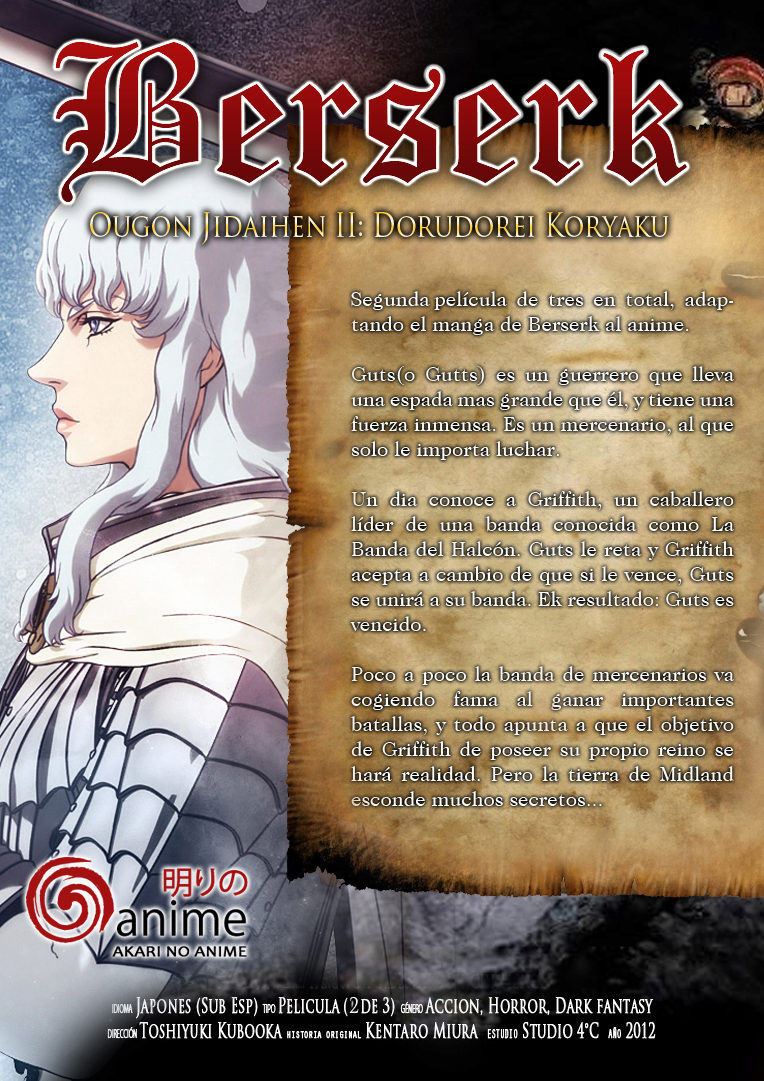 Berserk
Ougon Jidaihen II: Dorudorei Koryaku
Segunda película de tres en total, adap-
tando el manga de Berserk al anime.
Guts(o Gutts) es un guerrero que lleva
una espada mas grande que él, y tiene una
fuerza inmensa. Es un mercenario, al que
solo le importa luchar.
Un dia conoce a Griffith, un caballero
líder de una banda conocida como La
Banda del Halcón. Guts le reta y Griffith
acepta a cambio de que si le vence, Guts
se unirá a su banda. Ek resultado: Guts es
vencido.
Poco a poco la banda de mercenarios va
cogiendo fama al ganar importantes
batallas, y todo apunta a que el objetivo
de Griffith de poseer su propio reino se
hará realidad. Pero la tierra de Midland
esconde muchos secretos...
明りの
anime
AKARI NO ANIME
IDIOMA JAPONES (SUB ESP) TIPO PELICULA (2 DE 3) GÉNERO ACCION, HORROR, DARK FANTASY
DIRECCIÓN TOSHIYUKI KUBOOKA HISTORIA ORIGINAL KENTARO MIURA ESTUDIO STUDIO 4°C AÑO 2012